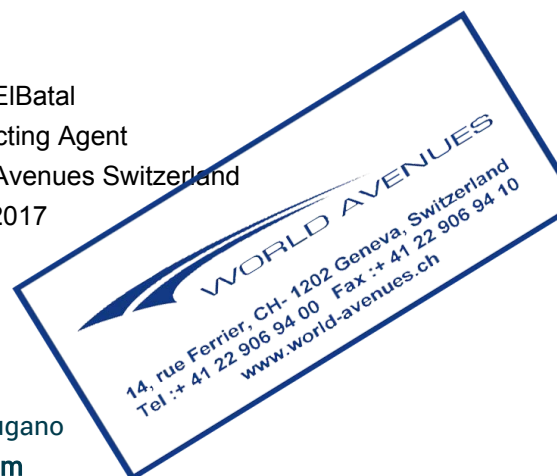 ElBatal
cting Agent
Avenues Switzerland
2017
WORLD AVENUES
14, rue Ferrier, CH- 1202 Geneva, Switzerland
Tel :+ 41 22 906 94 00 Fax :+ 41 22 906 94 10
www.world-avenues.ch
ugano
m